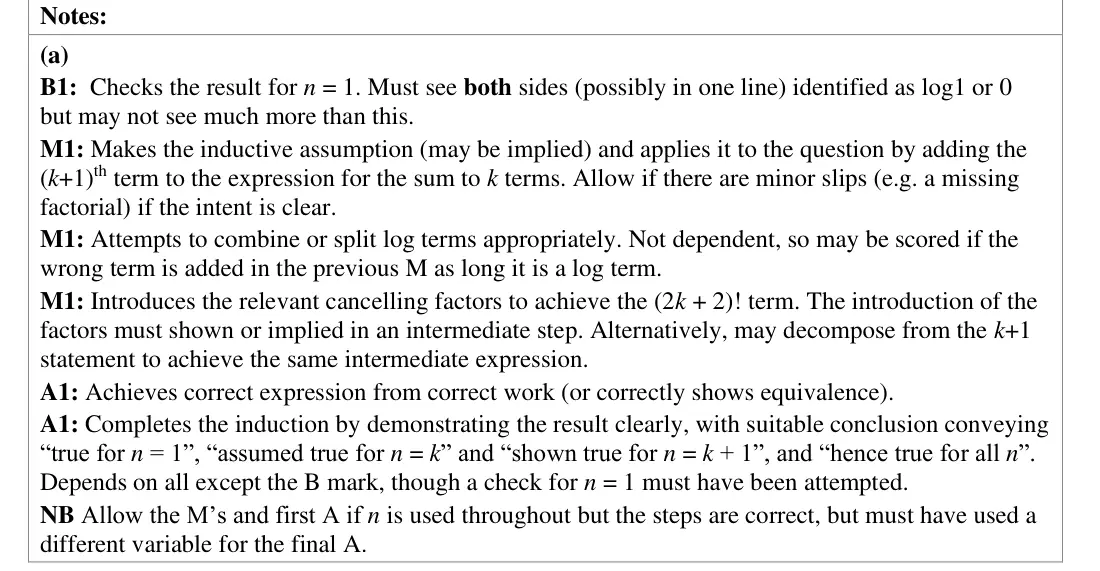 Notes:
(a)
B1: Checks the result for n = 1. Must see both sides (possibly in one line) identified as log1 or 0
but may not see much more than this.
M1: Makes the inductive assumption (may be implied) and applies it to the question by adding the
(k+1)th term to the expression for the sum to k terms. Allow if there are minor slips (e.g. a missing
factorial) if the intent is clear.
M1: Attempts to combine or split log terms appropriately. Not dependent, so may be scored if the
wrong term is added in the previous M as long it is a log term.
M1: Introduces the relevant cancelling factors to achieve the (2k + 2)! term. The introduction of the
factors must shown or implied in an intermediate step. Alternatively, may decompose from the k+1
statement to achieve the same intermediate expression.
A1: Achieves correct expression from correct work (or correctly shows equivalence).
A1: Completes the induction by demonstrating the result clearly, with suitable conclusion conveying
“true for n = 1”, “assumed true for n = k” and “shown true for n = k + 1”, and “hence true for all n”.
Depends on all except the B mark, though a check for n = 1 must have been attempted.
NB Allow the M’s and first A if n is used throughout but the steps are correct, but must have used a
different variable for the final A.